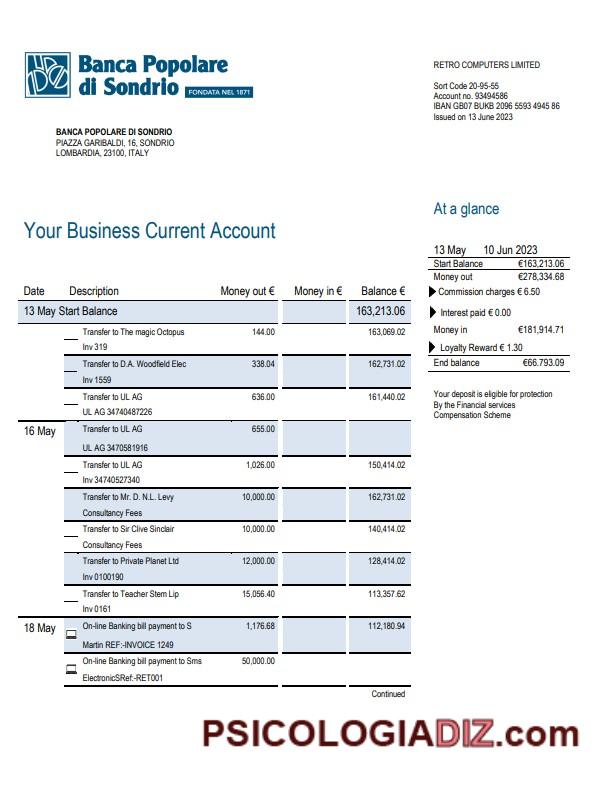 Banca Popolare
di Sondrio FONDATA NEL 1871
RETRO COMPUTERS LIMITED
Sort Code 20-95-55
Account no. 93494586
IBAN GB07 BUKB 2096 5593 4945 86
Issued on 13 June 2023
BANCA POPOLARE DI SONDRIO
PIAZZA GARIBALDI, 16, SONDRIO
LOMBARDIA, 23100, ITALY
Your Business Current Account
At a glance
13 May 10 Jun 2023
Start Balance €163,213.06
Money out €278,334.68
Commission charges € 6.50
Interest paid € 0.00
Money in €181,914.71
Loyalty Reward € 1.30
End balance €66.793.09
Your deposit is eligible for protection
By the Financial services
Compensation Scheme
Date Description Money out € Money in € Balance €
13 May Start Balance 163,213.06
Transfer to The magic Octopus 144.00 163,069.02
Inv 319
Transfer to D.A. Woodfield Elec 338.04 162,731.02
Inv 1559
Transfer to UL AG 636.00 161,440.02
UL AG 34740487226
16 May Transfer to UL AG 655.00
UL AG 3470581916
Transfer to UL AG 1,026.00 150,414.02
Inv 34740527340
Transfer to Mr. D. N.L. Levy 10,000.00 162,731.02
Consultancy Fees
Transfer to Sir Clive Sinclair 10,000.00 140,414.02
Consultancy Fees
Transfer to Private Planet Ltd 12,000.00 128,414.02
Inv 0100190
Transfer to Teacher Stem Lip 15,056.40 113,357.62
Inv 0161
18 May On-line Banking bill payment to S 1,176.68 112,180.94
Martin REF:-INVOICE 1249
On-line Banking bill payment to Sms 50,000.00
ElectronicSRef:-RET001
Continued
PSICOLOGIADIZ.com